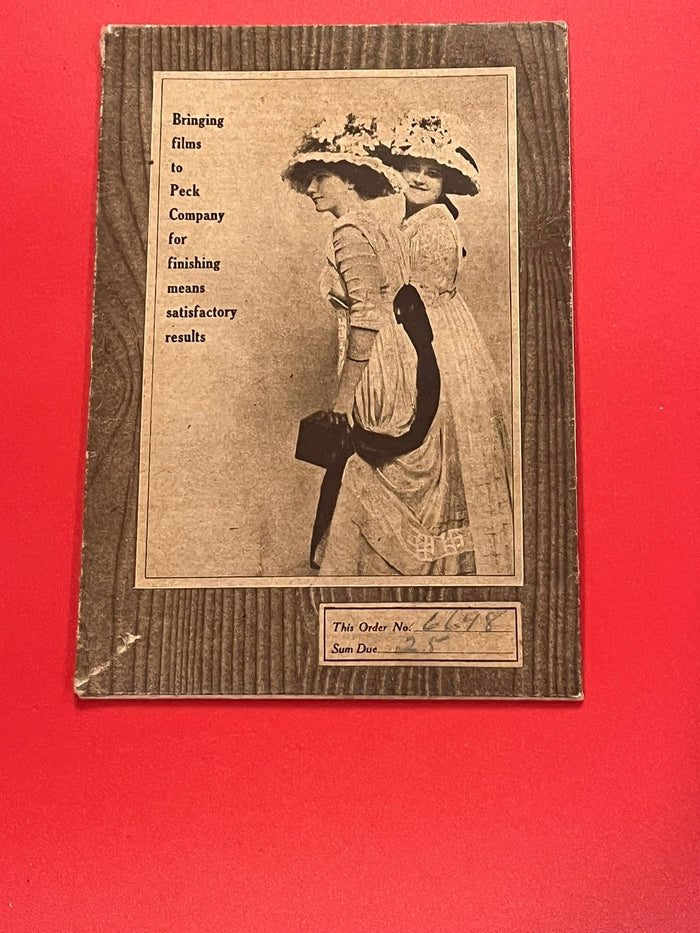 Bringing
films
to
Peck
Company
for
finishing
means
satisfactory
results
This Order No. 6698
Sum Due 25